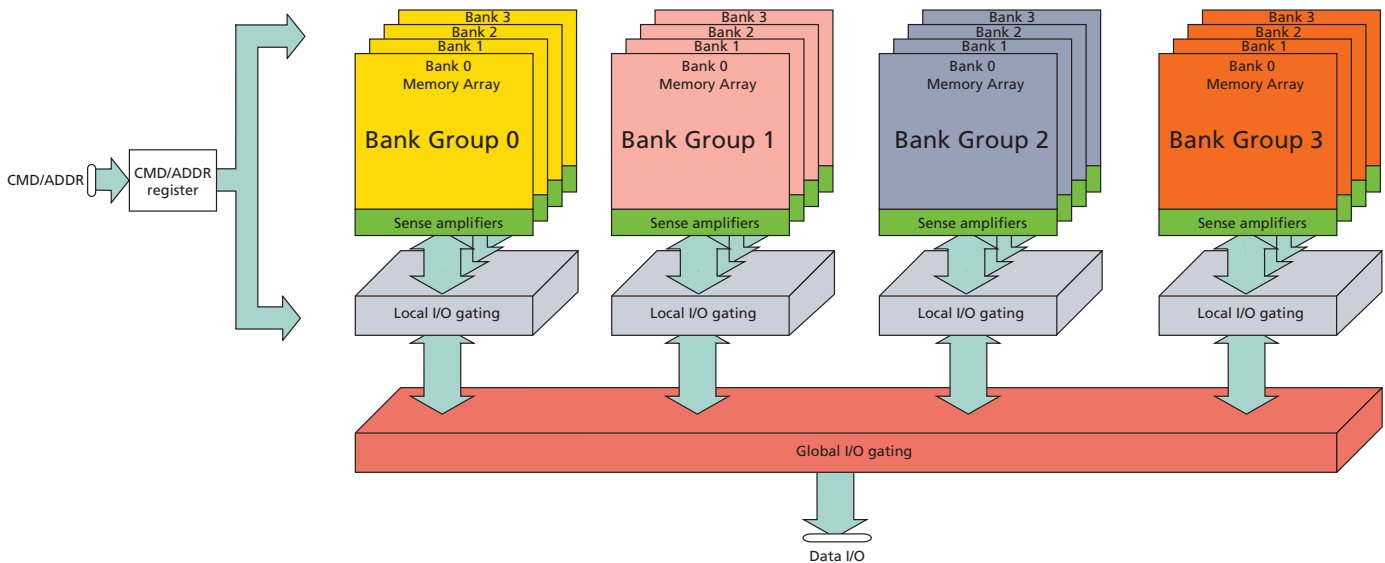 Bank 3
Bank 2
Bank 1
Bank 0
Memory Array
Bank Group 0
Sense amplifiers
Bank 3
Bank 2
Bank 1
Bank 0
Memory Array
Bank Group 1
Sense amplifiers
Bank 3
Bank 2
Bank 1
Bank 0
Memory Array
Bank Group 2
Sense amplifiers
Bank 3
Bank 2
Bank 1
Bank 0
Memory Array
Bank Group 3
Sense amplifiers
CMD/ADDR
CMD/ADDR
register
Local I/O gating
Local I/O gating
Local I/O gating
Local I/O gating
Global I/O gating
Data I/O